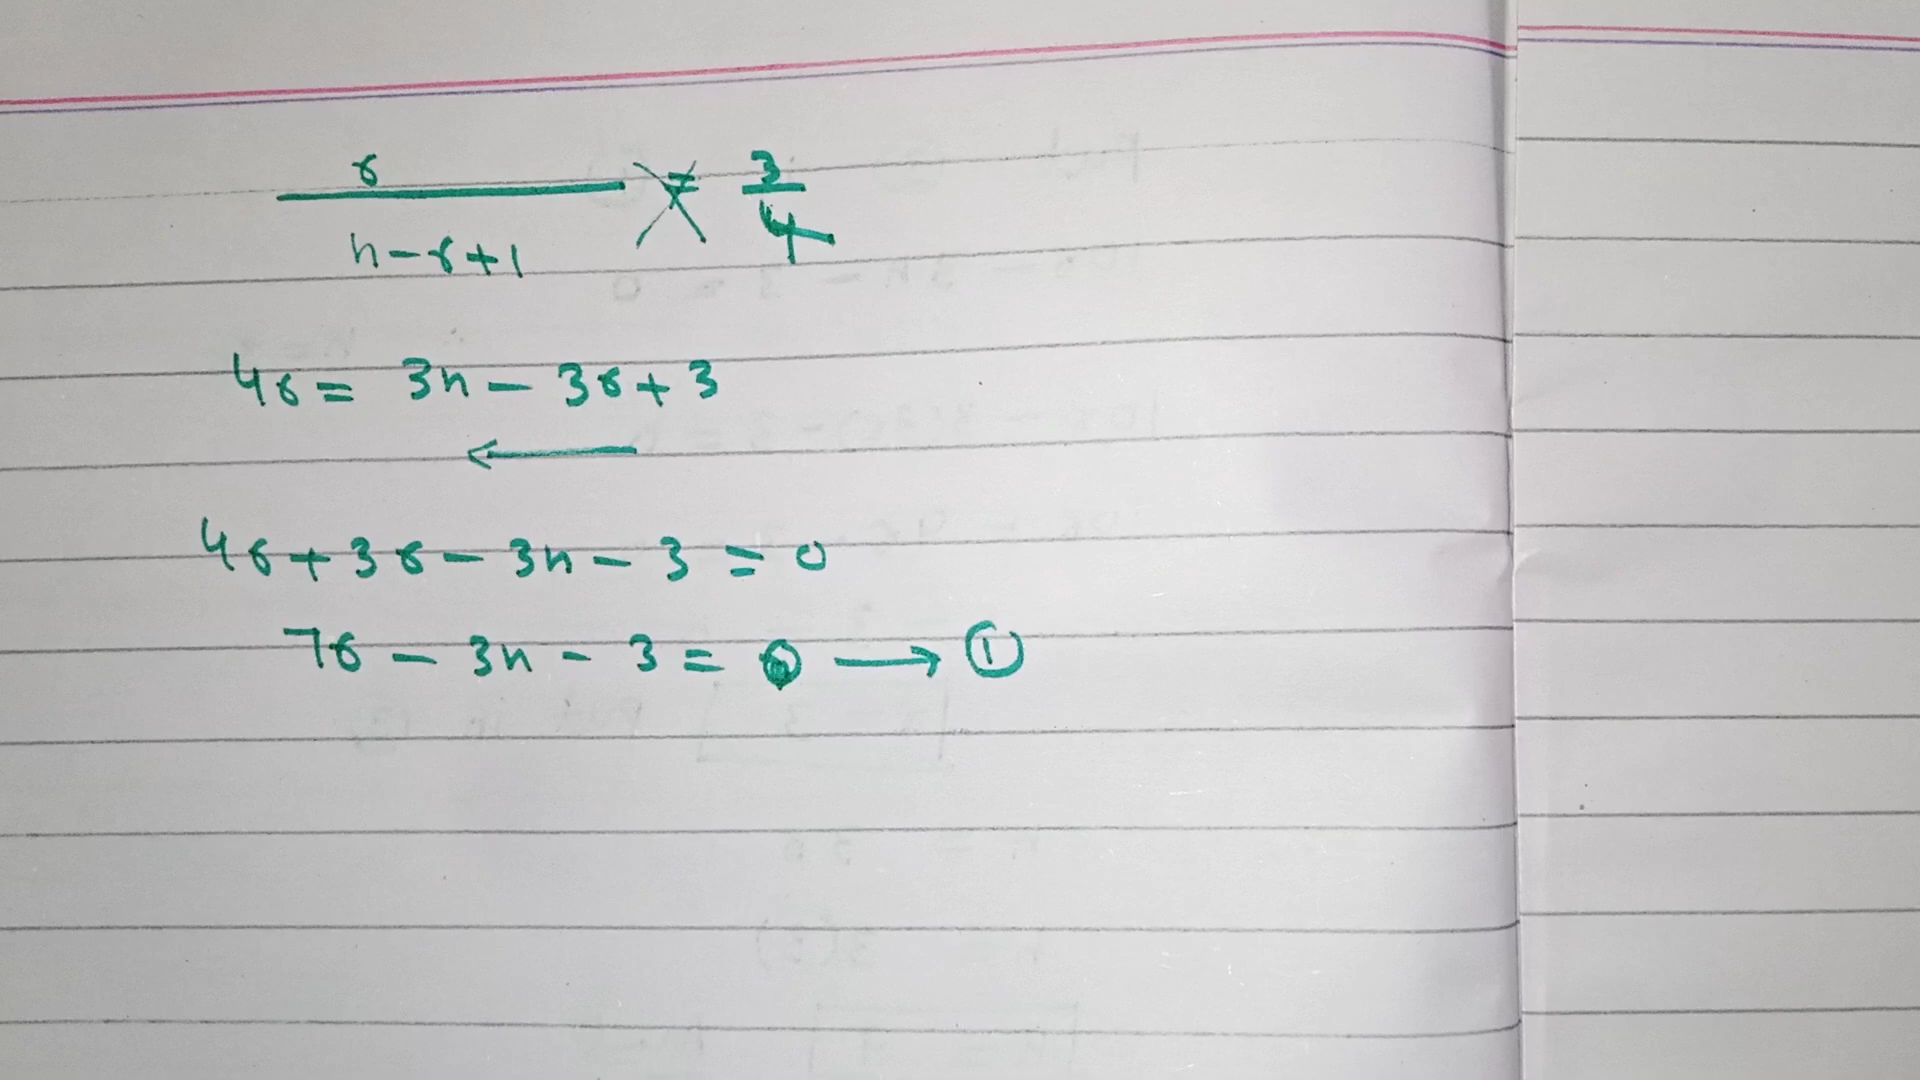 r/(n-r+1) = 3/4
4r = 3n - 3r + 3
←
4r + 3r - 3n - 3 = 0
7r - 3n - 3 = 0 → ①